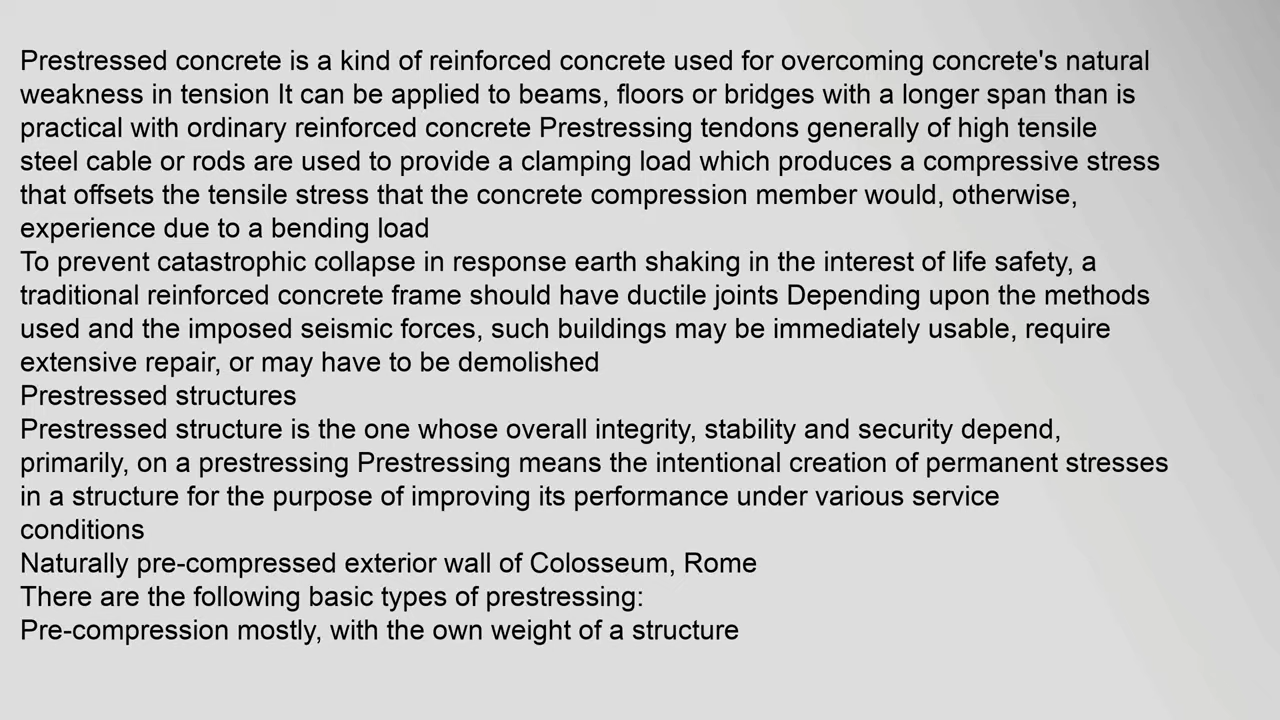 Prestressed concrete is a kind of reinforced concrete used for overcoming concrete's natural
weakness in tension It can be applied to beams, floors or bridges with a longer span than is
practical with ordinary reinforced concrete Prestressing tendons generally of high tensile
steel cable or rods are used to provide a clamping load which produces a compressive stress
that offsets the tensile stress that the concrete compression member would, otherwise,
experience due to a bending load
To prevent catastrophic collapse in response earth shaking in the interest of life safety, a
traditional reinforced concrete frame should have ductile joints Depending upon the methods
used and the imposed seismic forces, such buildings may be immediately usable, require
extensive repair, or may have to be demolished
Prestressed structures
Prestressed structure is the one whose overall integrity, stability and security depend,
primarily, on a prestressing Prestressing means the intentional creation of permanent stresses
in a structure for the purpose of improving its performance under various service
conditions
Naturally pre-compressed exterior wall of Colosseum, Rome
There are the following basic types of prestressing:
Pre-compression mostly, with the own weight of a structure